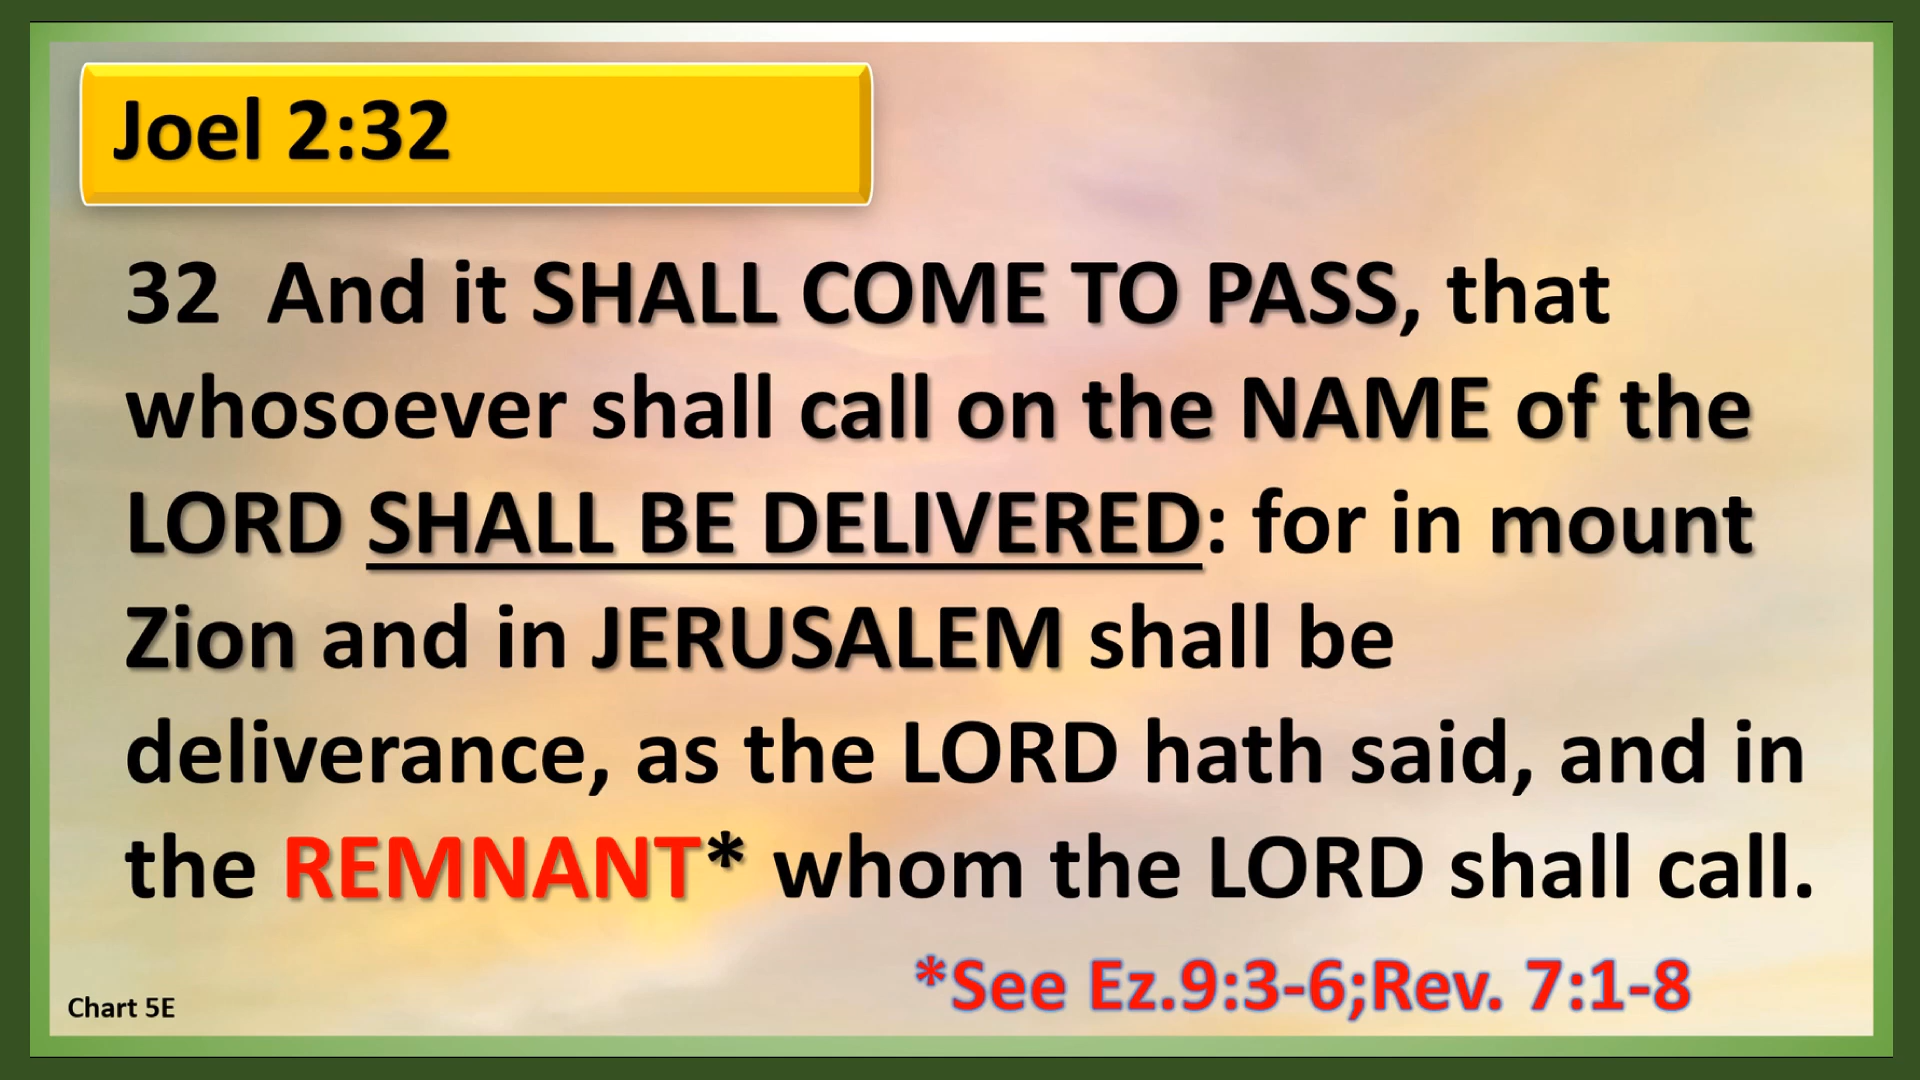 Joel 2:32
32 And it SHALL COME TO PASS, that
whosoever shall call on the NAME of the
LORD SHALL BE DELIVERED: for in mount
Zion and in JERUSALEM shall be
deliverance, as the LORD hath said, and in
the REMNANT* whom the LORD shall call.
*See Ez.9:3-6;Rev. 7:1-8
Chart 5E